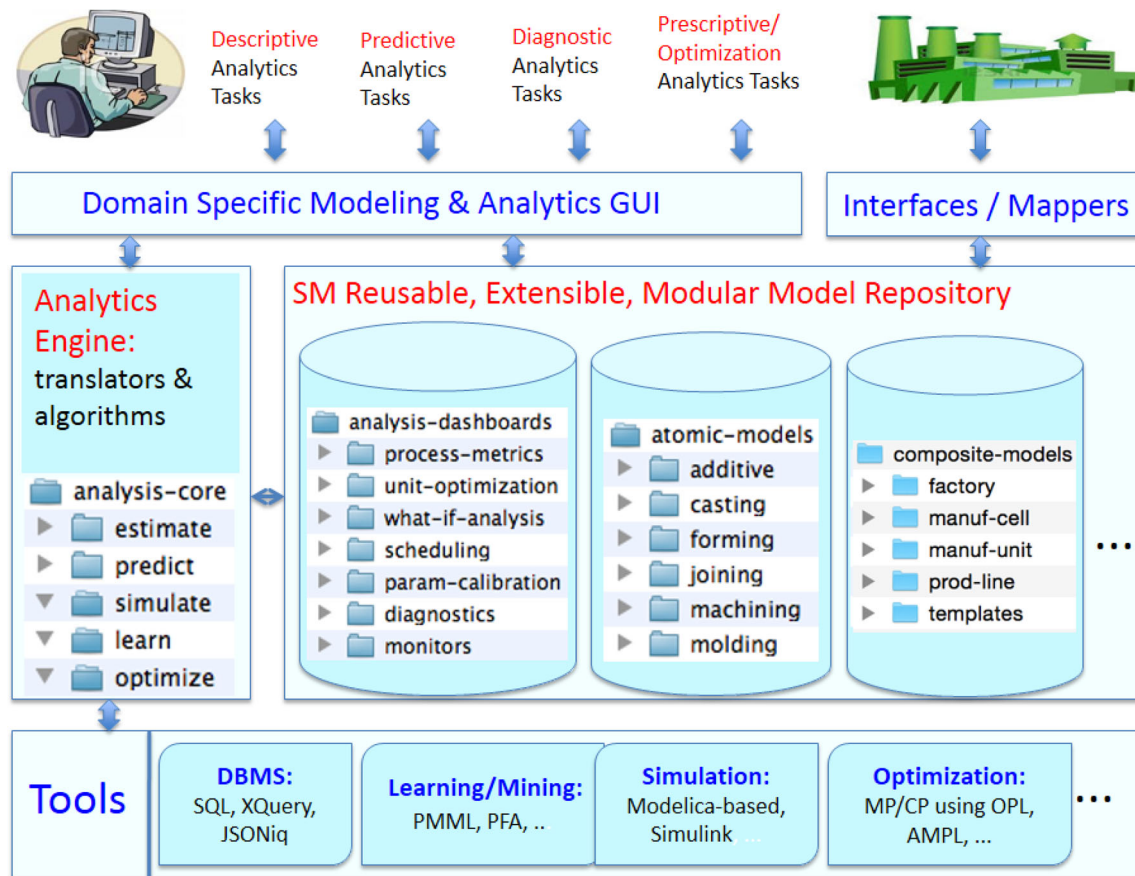 Descriptive
Analytics
Tasks
Predictive
Analytics
Tasks
Diagnostic
Analytics
Tasks
Prescriptive/
Optimization
Analytics Tasks
Domain Specific Modeling & Analytics GUI
Interfaces / Mappers
Analytics
Engine:
translators &
algorithms
analysis-core
estimate
predict
simulate
learn
optimize
SM Reusable, Extensible, Modular Model Repository
analysis-dashboards
process-metrics
unit-optimization
what-if-analysis
scheduling
param-calibration
diagnostics
monitors
atomic-models
additive
casting
forming
joining
machining
molding
composite-models
factory
manuf-cell
manuf-unit
prod-line
templates
...
Tools
DBMS:
SQL, XQuery,
JSONiq
Learning/Mining:
PMML, PFA, ...
Simulation:
Modelica-based,
Simulink, ...
Optimization:
MP/CP using OPL,
AMPL, ...
...